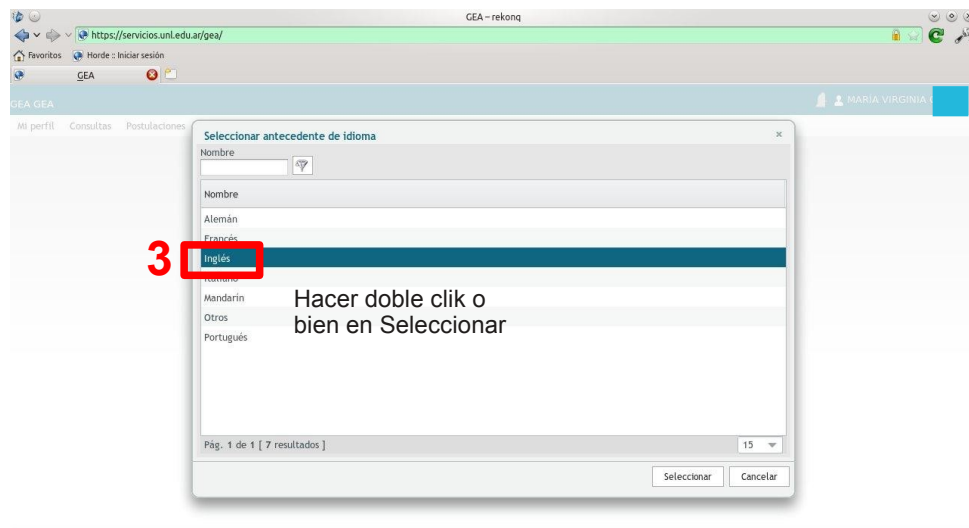 GEA – rekonq
https://servicios.unl.edu.ar/gea/
Favoritos Horde :: Iniciar sesión
GEA
GEA GEA MARÍA VIRGINIA
Mi perfil Consultas Postulaciones
Seleccionar antecedente de idioma
Nombre
Nombre
Alemán
Francés
3 Inglés
Italiano
Mandarín
Hacer doble clik o
Otros
bien en Seleccionar
Portugués
Pág. 1 de 1 [ 7 resultados ] 15
Seleccionar Cancelar